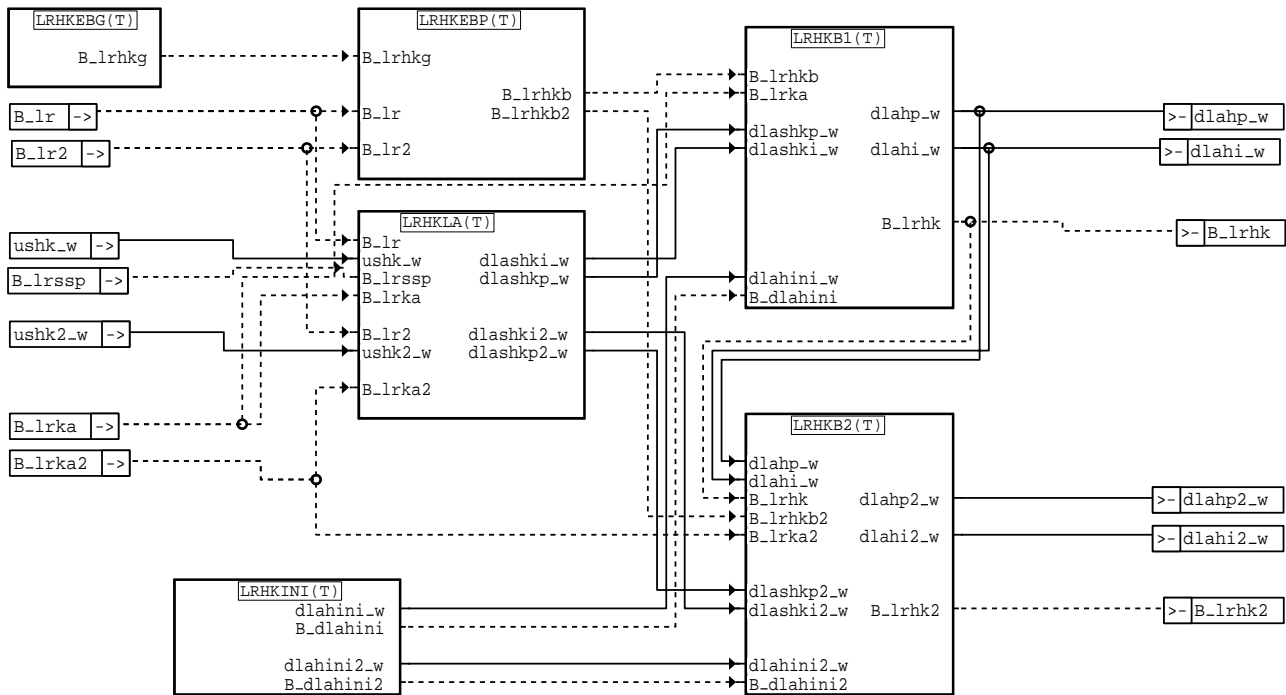 LRHKEBG(T)
B_lrhkg
LRHKEBP(T)
B_lrhkg
B_lrhkb
B_lrhkb2
B_lr
B_lr2
LRHKB1(T)
B_lrhkb
B_lrka
dlashkp_w
dlashki_w
dlahp_w
dlahi_w
B_lrhk
dlahini_w
B_dlahini
B_lr ->
B_lr2 ->
ushk_w ->
B_lrssp ->
ushk2_w ->
B_lrka ->
B_lrka2 ->
LRHKLA(T)
B_lr
ushk_w
B_lrssp
B_lrka
B_lr2
ushk2_w
B_lrka2
dlashki_w
dlashkp_w
dlashki2_w
dlashkp2_w
>- dlahp_w
>- dlahi_w
>- B_lrhk
LRHKB2(T)
dlahp_w
dlahi_w
B_lrhk
B_lrhkb2
B_lrka2
dlashkp2_w
dlashki2_w
dlahini2_w
B_dlahini2
dlahp2_w
dlahi2_w
B_lrhk2
>- dlahp2_w
>- dlahi2_w
>- B_lrhk2
LRHKINI(T)
dlahini_w
B_dlahini
dlahini2_w
B_dlahini2